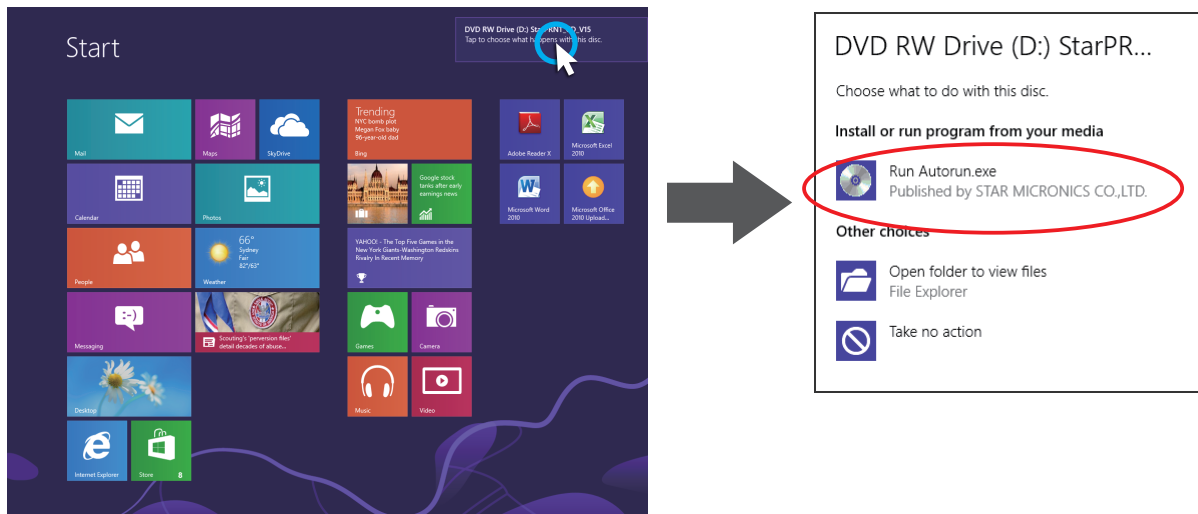 Start
DVD RW Drive (D:) StarPRNT_CD_V15
Tap to choose what happens with this disc.
Mail
Maps
SkyDrive
Trending
NYC bomb plot
Megan Fox baby
96-year-old dad
Bing
Adobe Reader X
Microsoft Excel
2010
Calendar
Photos
Google stock
tanks after early
earnings news
Microsoft Word
2010
Microsoft Office
2010 Upload...
People
66°
Sydney
Fair
82°/63°
Weather
YAHOO! - The Top Five Games in the
New York Giants-Washington Redskins
Rivalry In Recent Memory
Messaging
:-)
Scouting's 'perversion files'
detail decades of abuse...
Games
Camera
Desktop
Music
Video
Internet Explorer
Store
8
DVD RW Drive (D:) StarPR...
Choose what to do with this disc.
Install or run program from your media
Run Autorun.exe
Published by STAR MICRONICS CO.,LTD.
Other choices
Open folder to view files
File Explorer
Take no action